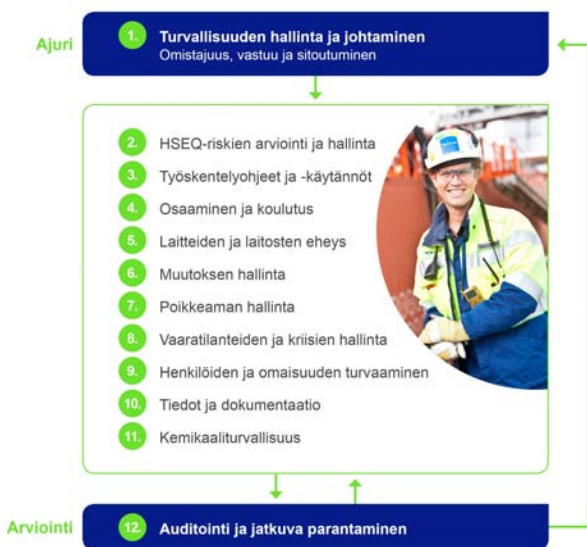 Ajuri
1. Turvallisuuden hallinta ja johtaminen
Omistajuus, vastuu ja sitoutuminen
2. HSEQ-riskien arviointi ja hallinta
3. Työskentelyohjeet ja -käytännöt
4. Osaaminen ja koulutus
5. Laitteiden ja laitosten eheys
6. Muutoksen hallinta
7. Poikkeaman hallinta
8. Vaaratilanteiden ja kriisien hallinta
9. Henkilöiden ja omaisuuden turvaaminen
10. Tiedot ja dokumentaatio
11. Kemikaaliturvallisuus
Arviointi
12. Auditointi ja jatkuva parantaminen